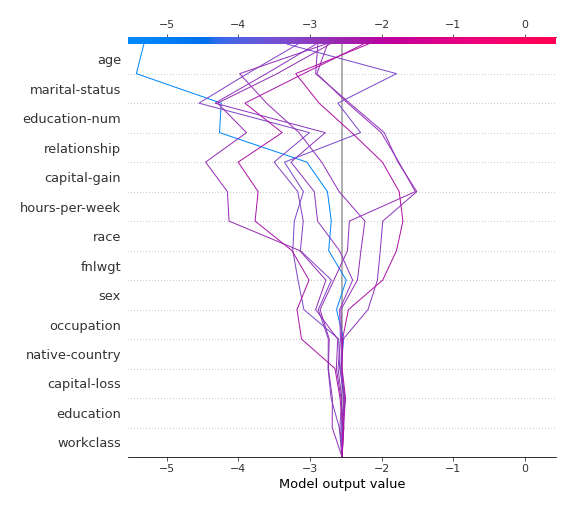 −5 −4 −3 −2 −1 0
age
marital-status
education-num
relationship
capital-gain
hours-per-week
race
fnlwgt
sex
occupation
native-country
capital-loss
education
workclass
−5 −4 −3 −2 −1 0
Model output value